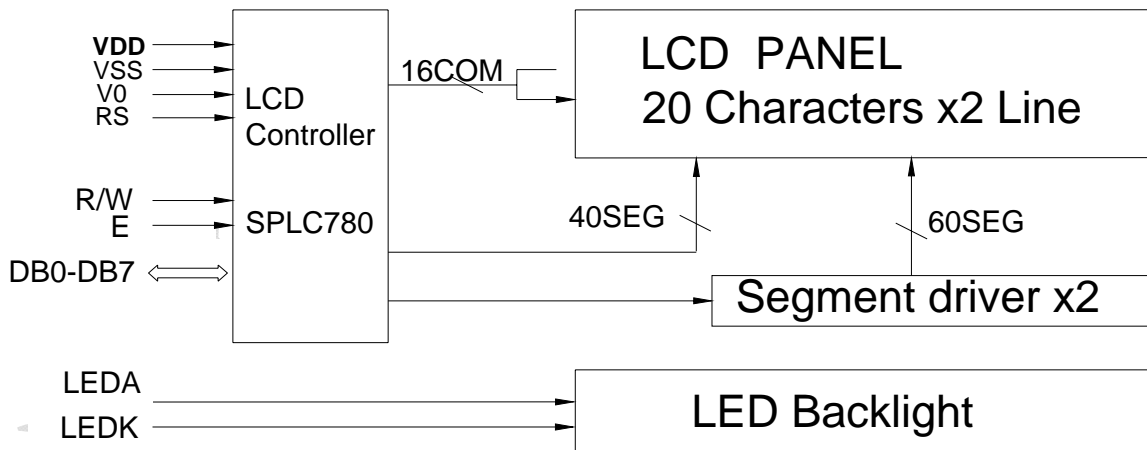 VDD
VSS
V0
RS
R/W
E
DB0-DB7
LCD
Controller
SPLC780
16COM
LCD PANEL
20 Characters x2 Line
40SEG
60SEG
Segment driver x2
LEDA
LEDK
LED Backlight